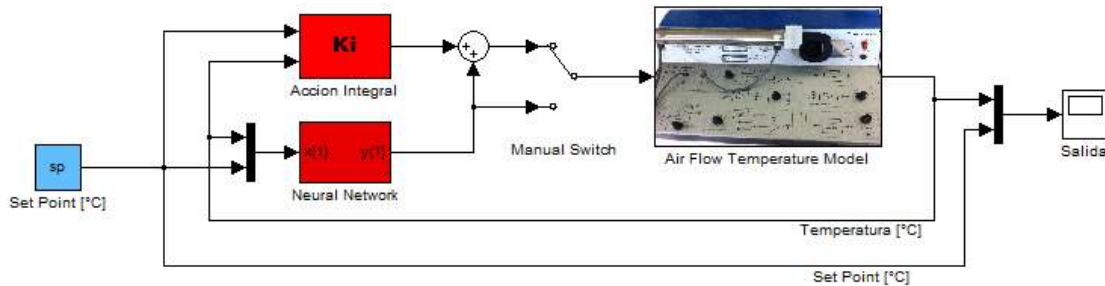 Ki
Accion Integral
x(1) y(1)
Neural Network
sp
Set Point [°C]
Manual Switch
Air Flow Temperature Model
Salida
Temperatura [°C]
Set Point [°C]